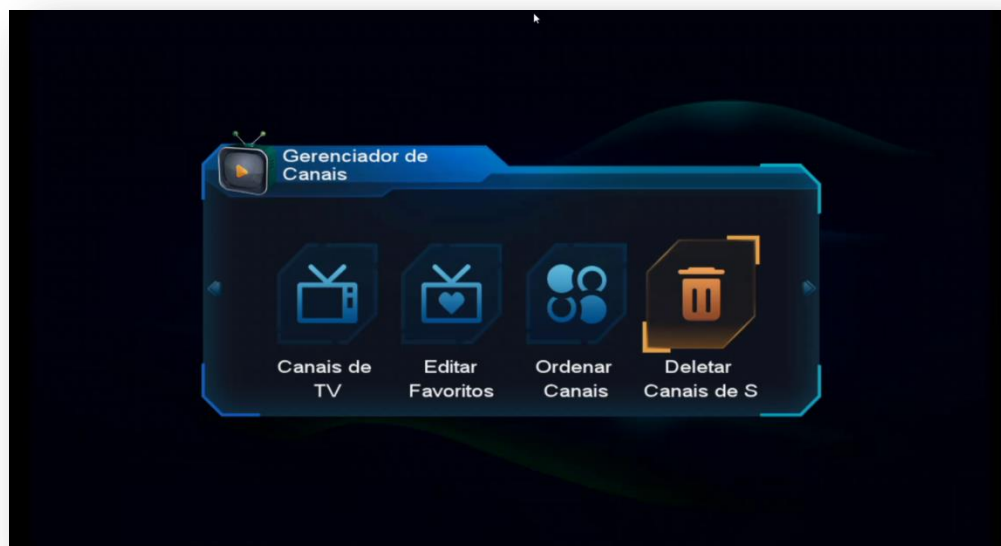 Gerenciador de
Canais
Canais de
TV
Editar
Favoritos
Ordenar
Canais
Deletar
Canais de S